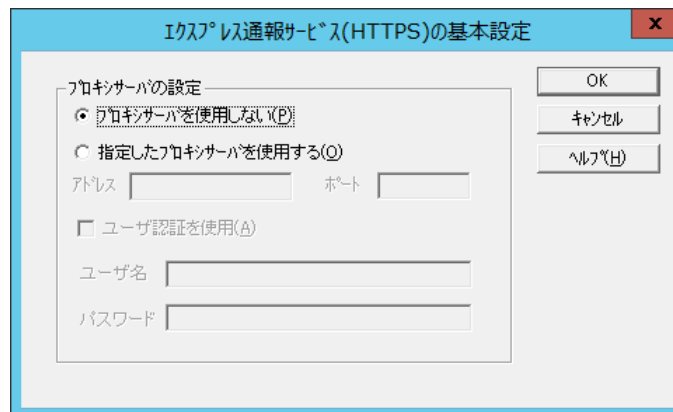 ｴｸｽﾌﾟﾚｽ通報ｻｰﾋﾞｽ(HTTPS)の基本設定
x
ﾌﾟﾛｷｼｻｰﾊﾞの設定
ﾌﾟﾛｷｼｻｰﾊﾞを使用しない(P)
指定したﾌﾟﾛｷｼｻｰﾊﾞを使用する(O)
ｱﾄﾞﾚｽ ﾎﾟｰﾄ
ユーザ認証を使用(A)
ユーザ名
パスワード
OK
ｷｬﾝｾﾙ
ﾍﾙﾌﾟ(H)